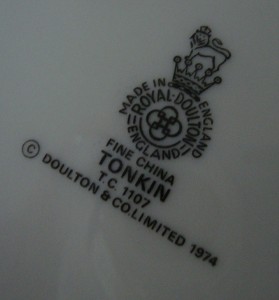 MADE IN ENGLAND
ROYAL-DOULTON
ENGLAND
FINE CHINA
TONKIN
T.C. 1107
© DOULTON & CO.LIMITED 1974